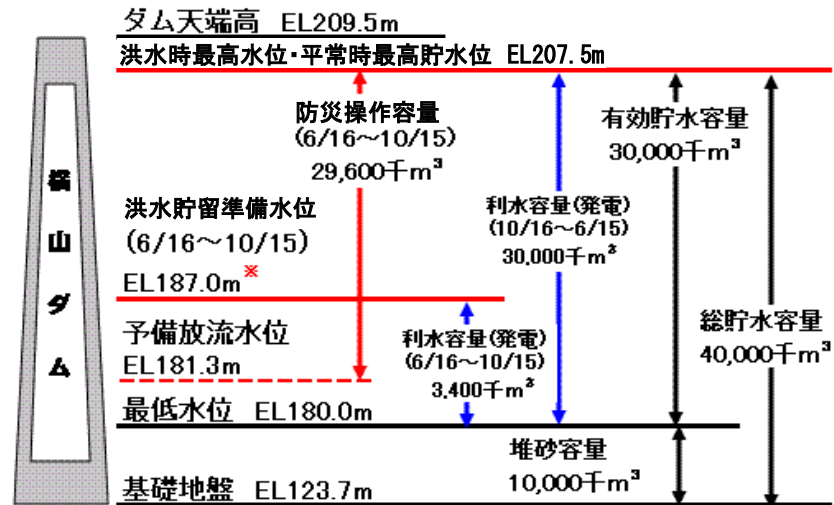 ダム天端高 EL209.5m
洪水時最高水位・平常時最高貯水位 EL207.5m
防災操作容量
(6/16～10/15)
29,600千m³
有効貯水容量
30,000千m³
横山ダム
洪水貯留準備水位
(6/16～10/15)
EL187.0m※
利水容量(発電)
(10/16～6/15)
30,000千m³
予備放流水位
EL181.3m
利水容量(発電)
(6/16～10/15)
3,400千m³
総貯水容量
40,000千m³
最低水位 EL180.0m
堆砂容量
10,000千m³
基礎地盤 EL123.7m